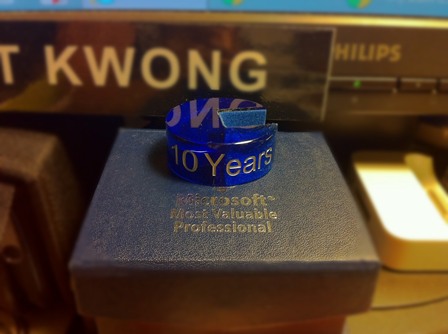 T KWONG
PHILIPS
10 Years
Microsoft
Most Valuable
Professional